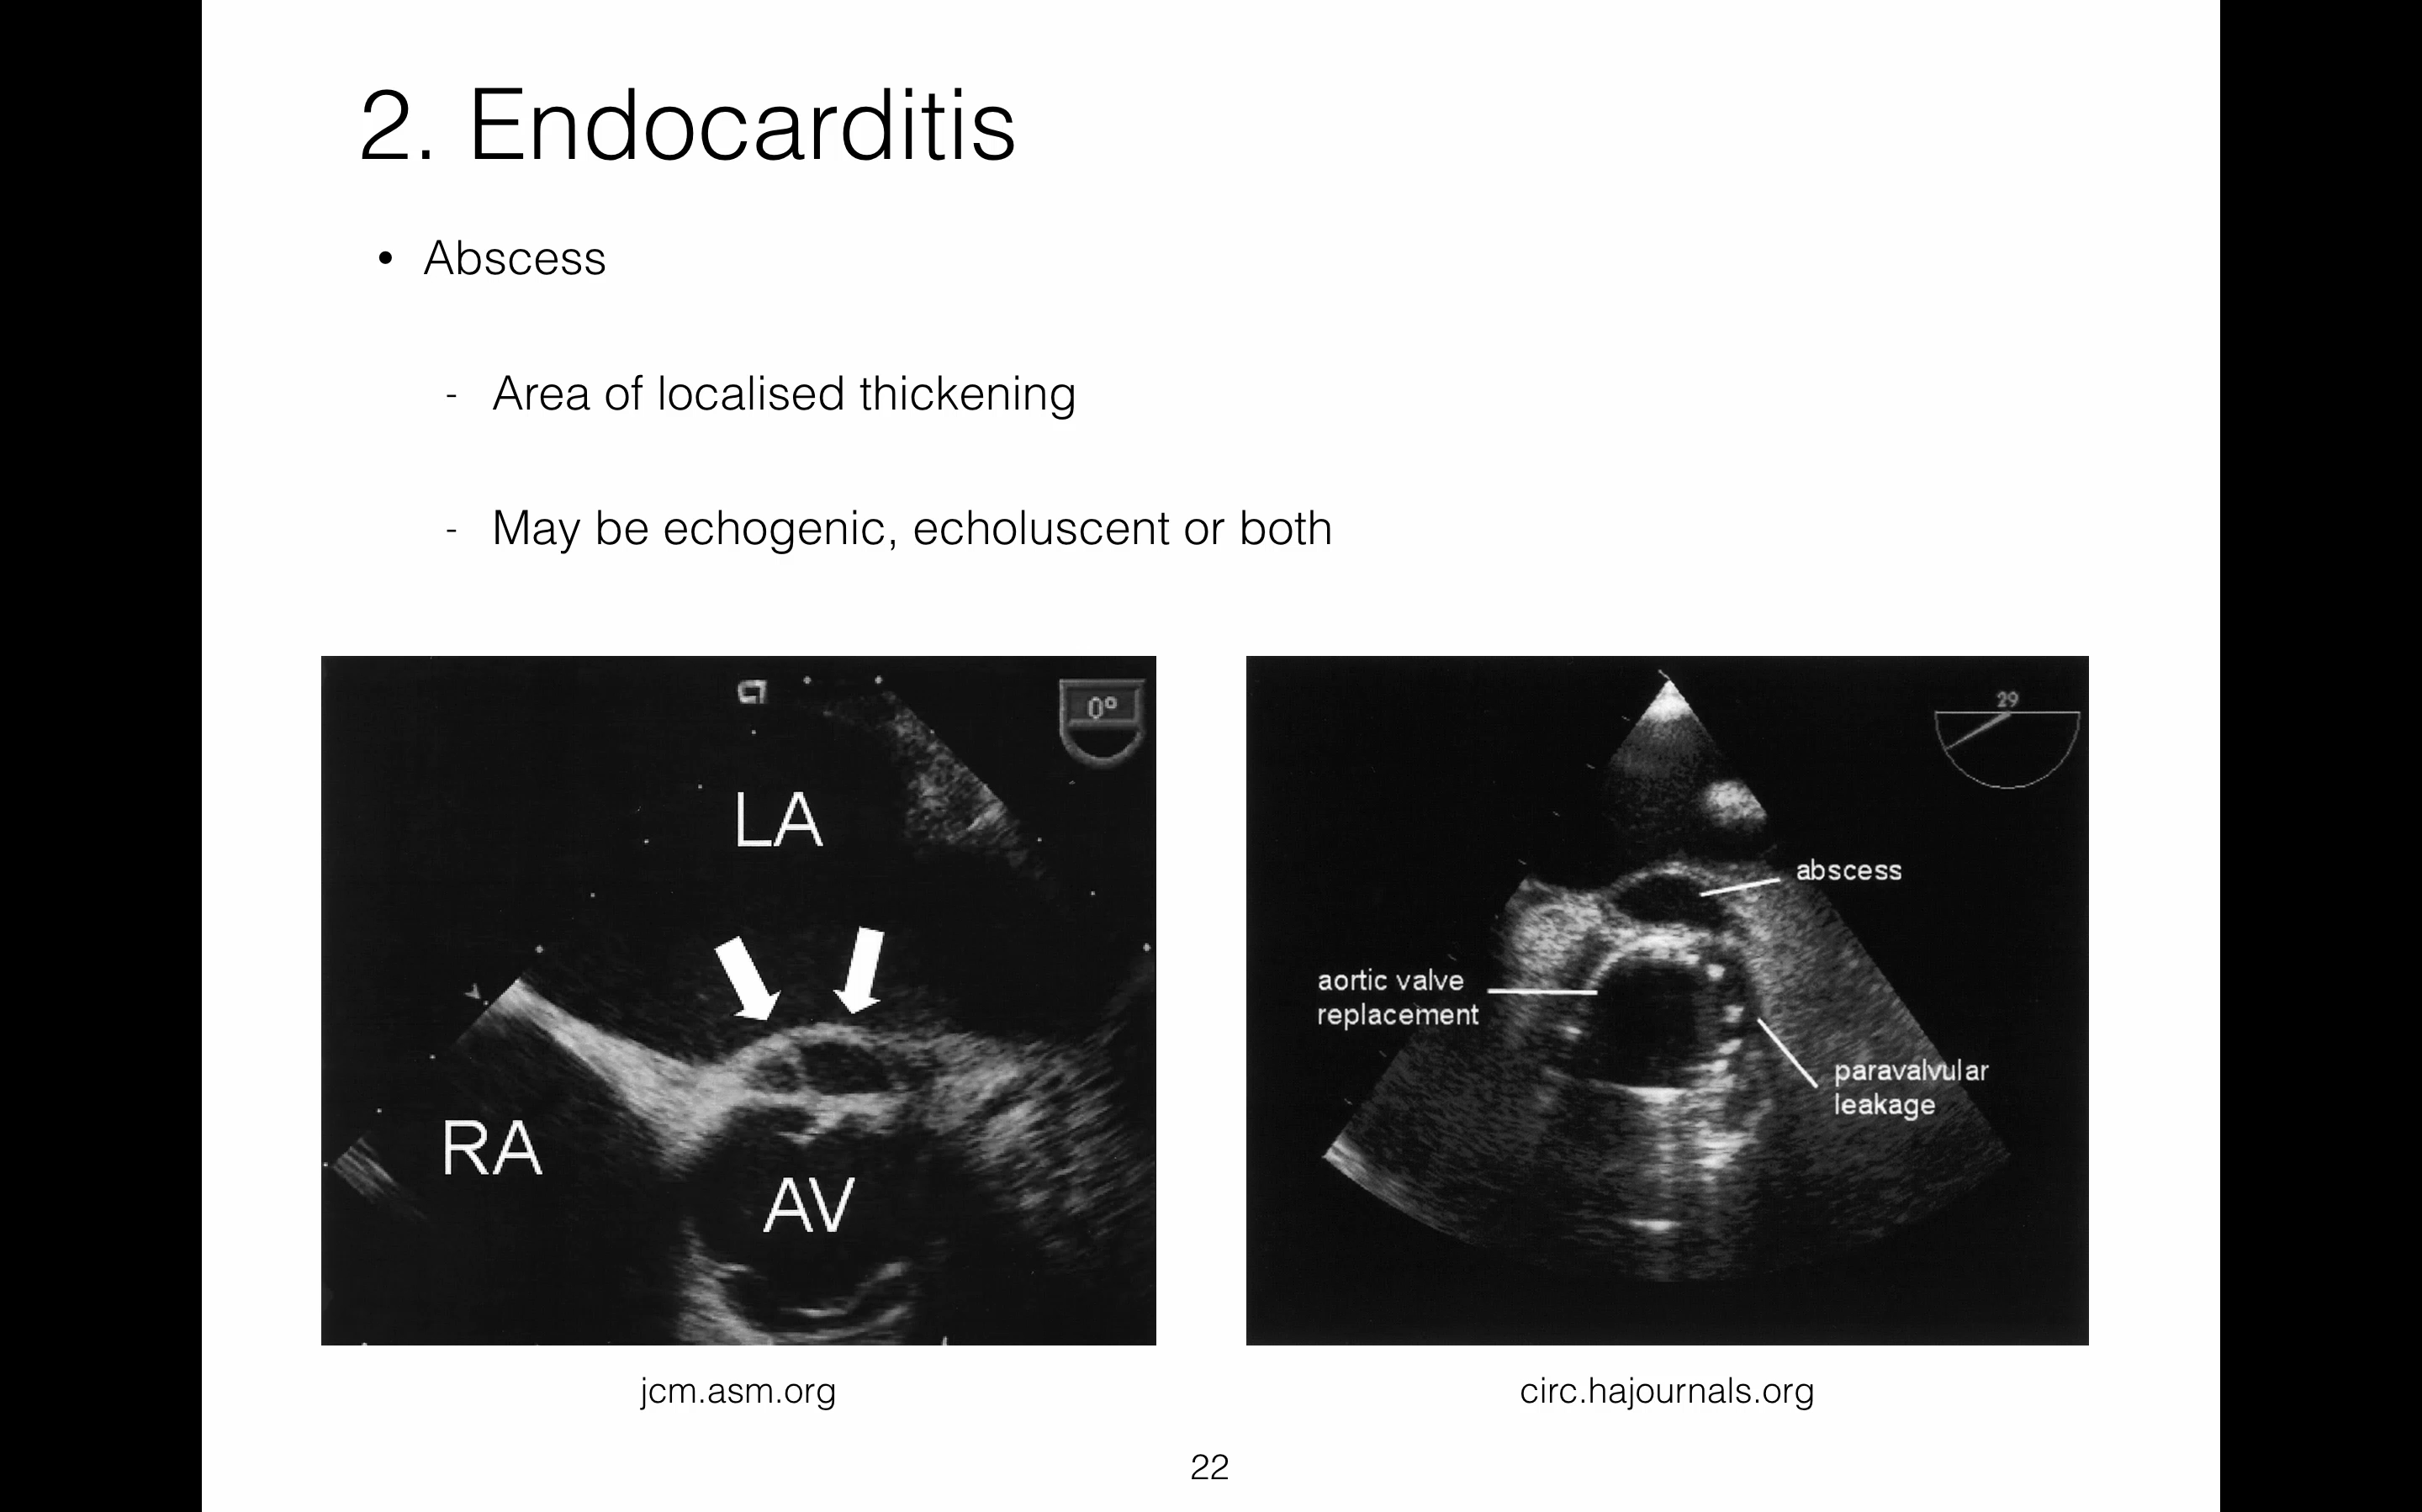 2. Endocarditis
• Abscess
- Area of localised thickening
- May be echogenic, echoluscent or both
0°
LA
RA
AV
29
abscess
aortic valve
replacement
paravalvular
leakage
jcm.asm.org
circ.hajournals.org
22